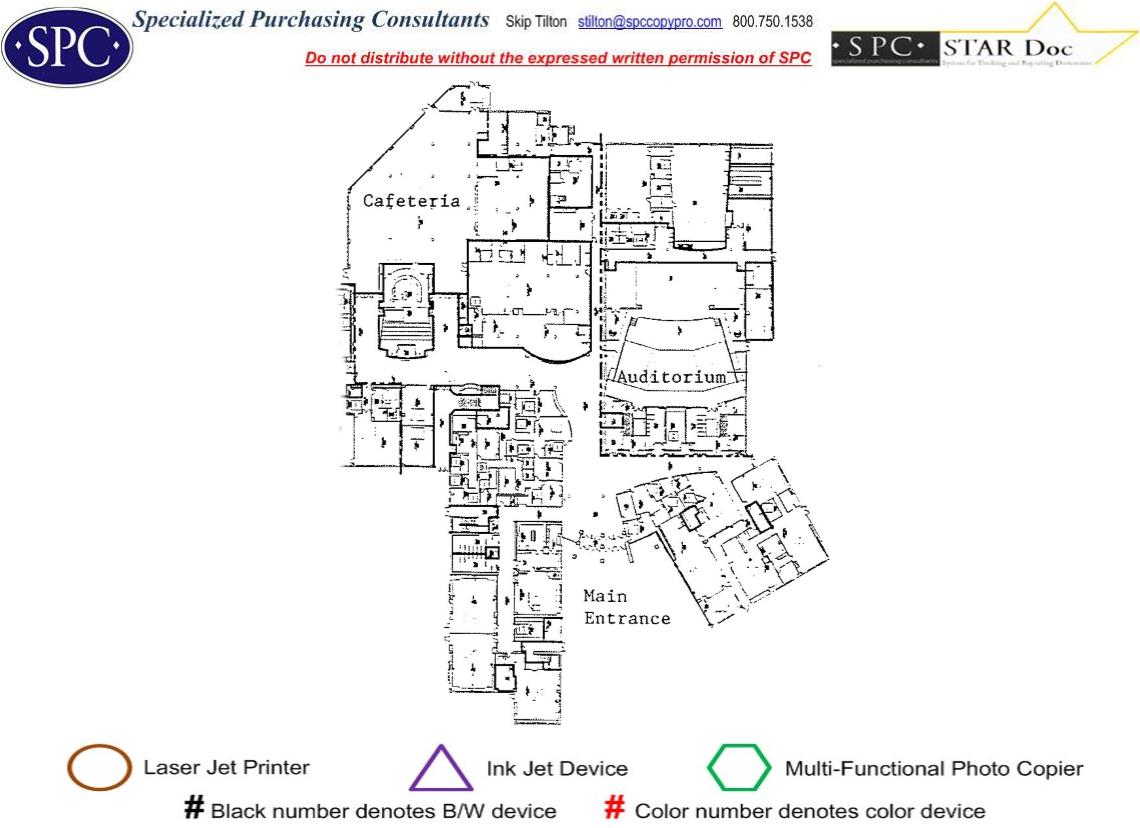 Specialized Purchasing Consultants Skip Tilton stilton@spccopypro.com 800.750.1538
·SPC·
Do not distribute without the expressed written permission of SPC
·SPC· STAR Doc
specialized purchasing consultants System for Tracking and Reporting Documents
Cafeteria
Auditorium
Main
Entrance
Laser Jet Printer Ink Jet Device Multi-Functional Photo Copier
# Black number denotes B/W device # Color number denotes color device